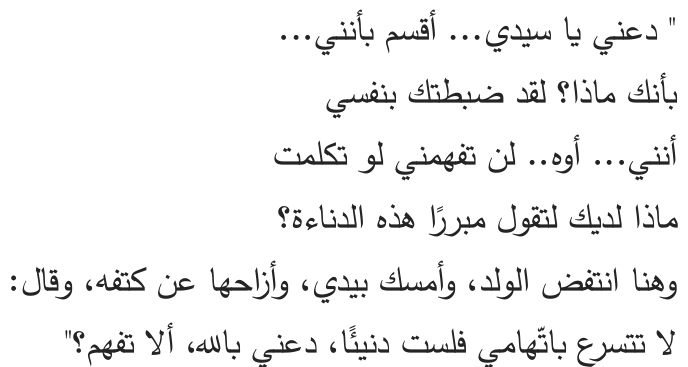 " دعني يا سيدي... أقسم بأنني...
بأنك ماذا؟ لقد ضبطتك بنفسي
أنني... أوه.. لن تفهمني لو تكلمت
ماذا لديك لتقول مبررًا هذه الدناءة؟
وهنا انتفض الولد، وأمسك بيدي، وأزاحها عن كتفه، وقال:
لا تتسرع باتّهامي فلست دنيئًا، دعني بالله، ألا تفهم؟"